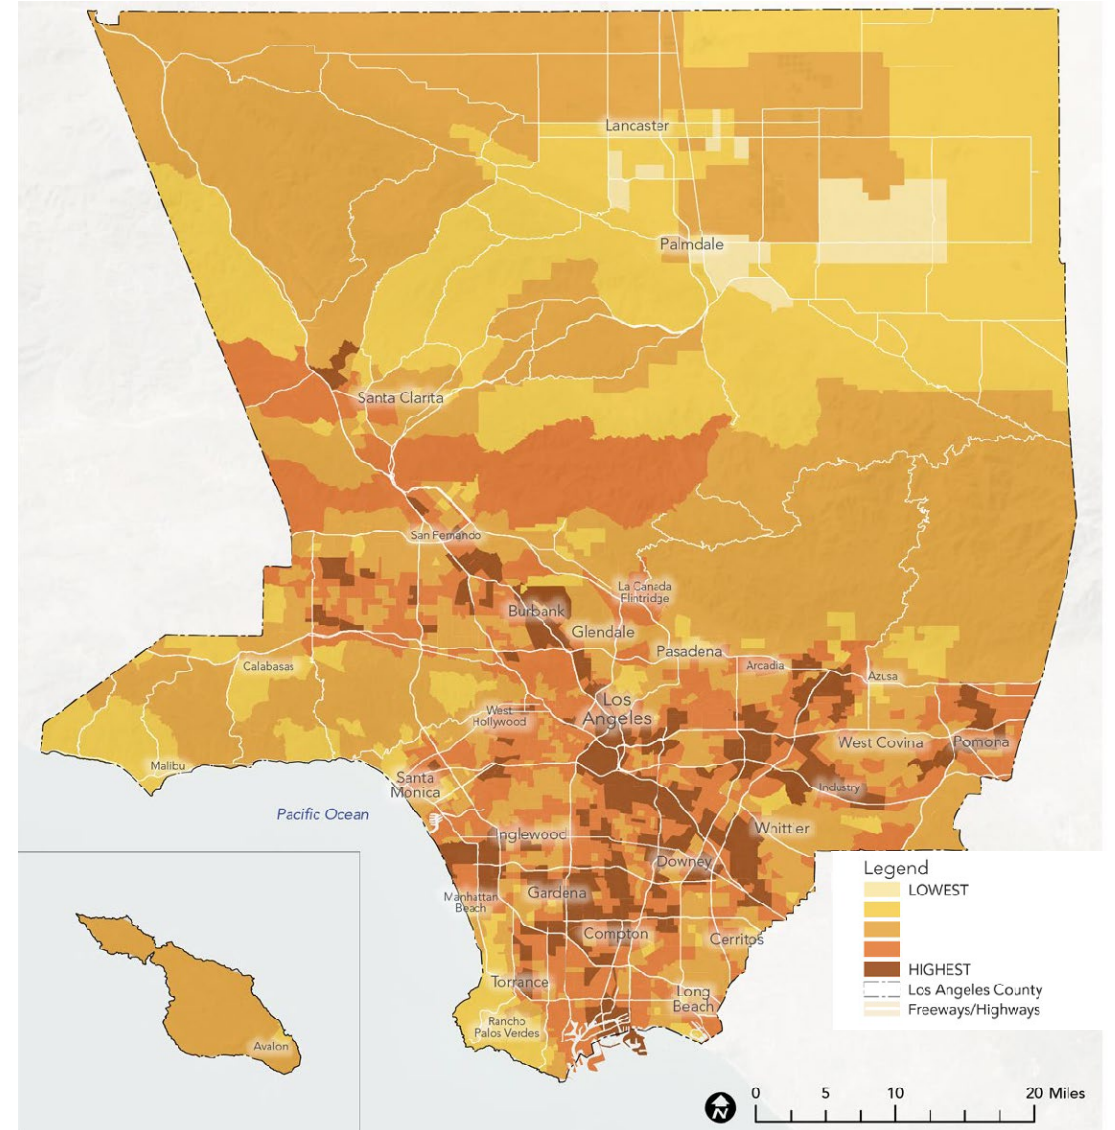 Lancaster
Palmdale
Santa Clarita
San Fernando
La Canada
Flintridge
Burbank
Glendale
Pasadena
Arcadia
Azusa
Calabasas
Los
Angeles
West
Hollywood
West Covina
Pomona
Malibu
Santa
Monica
Industry
Pacific Ocean
Inglewood
Whittier
Downey
Gardena
Manhattan
Beach
Compton
Cerritos
Torrance
Long
Beach
Rancho
Palos Verdes
Avalon
Legend
LOWEST
HIGHEST
Los Angeles County
Freeways/Highways
N
0 5 10 20 Miles